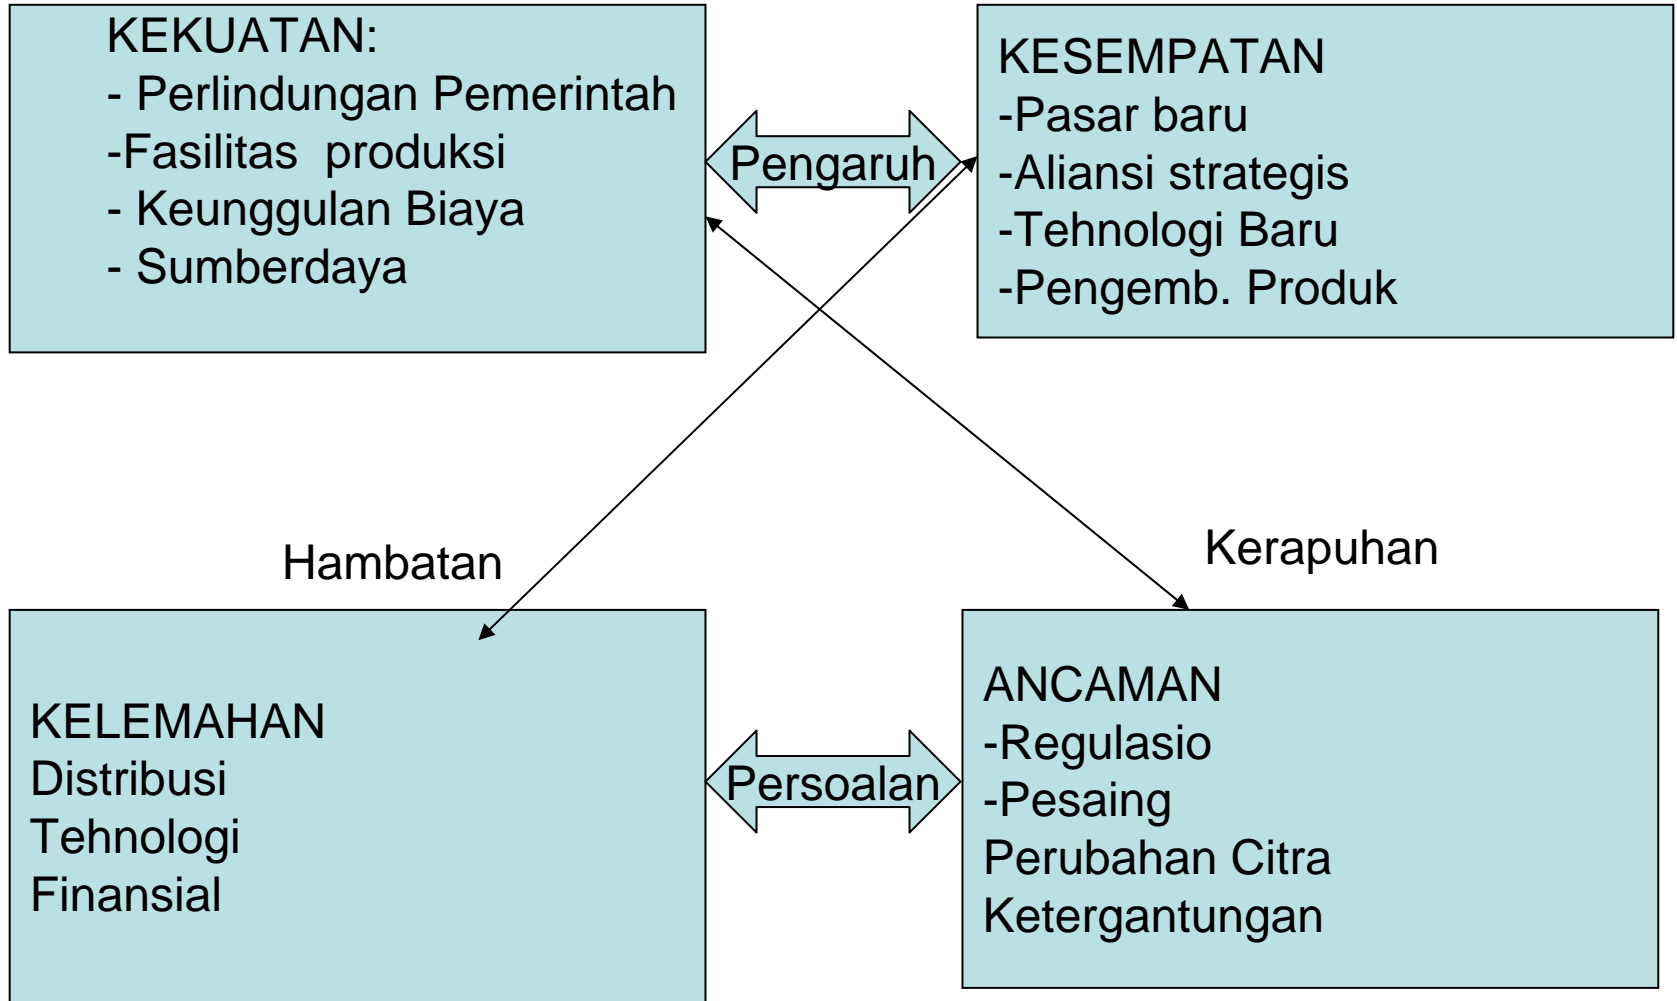 KEKUATAN:
- Perlindungan Pemerintah
-Fasilitas  produksi
- Keunggulan Biaya
- Sumberdaya
Pengaruh
KESEMPATAN
-Pasar baru
-Aliansi strategis
-Tehnologi Baru
-Pengemb. Produk
Hambatan
Kerapuhan
KELEMAHAN
Distribusi
Tehnologi
Finansial
Persoalan
ANCAMAN
-Regulasio
-Pesaing
Perubahan Citra
Ketergantungan